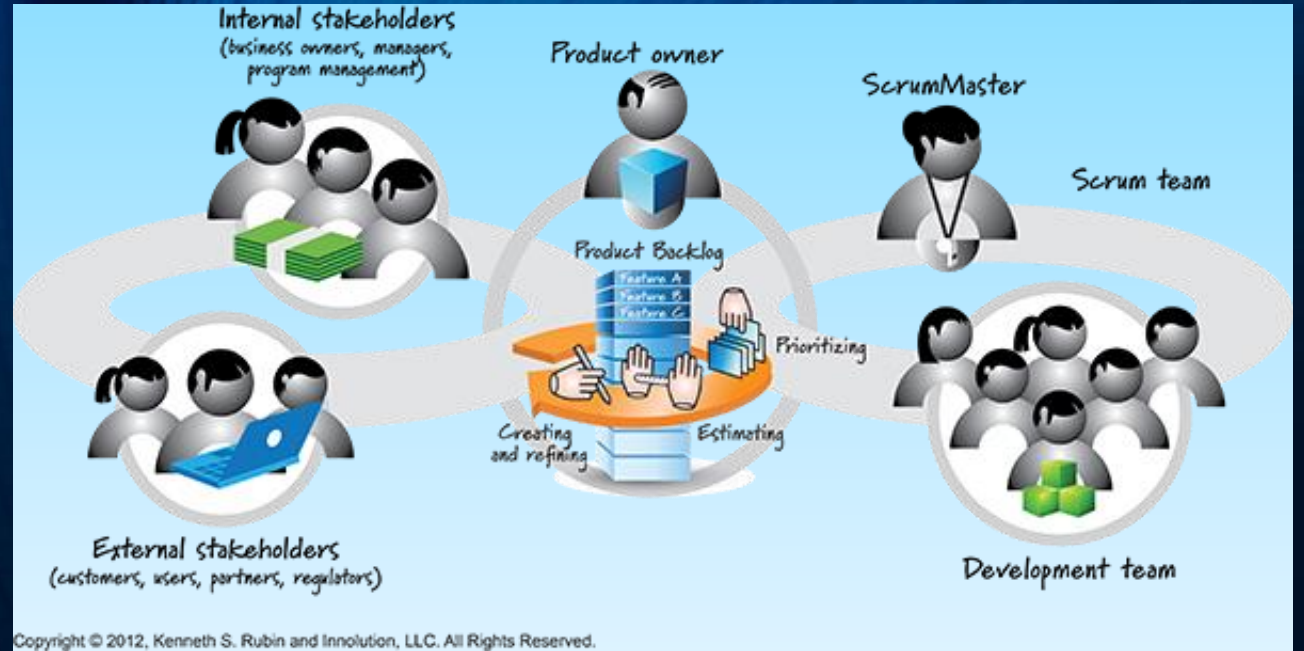 Internal stakeholders
(business owners, managers,
program management)
Product owner
ScrumMaster
Scrum team
Product Backlog
Feature A
Feature B
Feature C
Prioritizing
Creating
and refining
Estimating
External stakeholders
(customers, users, partners, regulators)
Development team
Copyright © 2012, Kenneth S. Rubin and Innolution, LLC. All Rights Reserved.